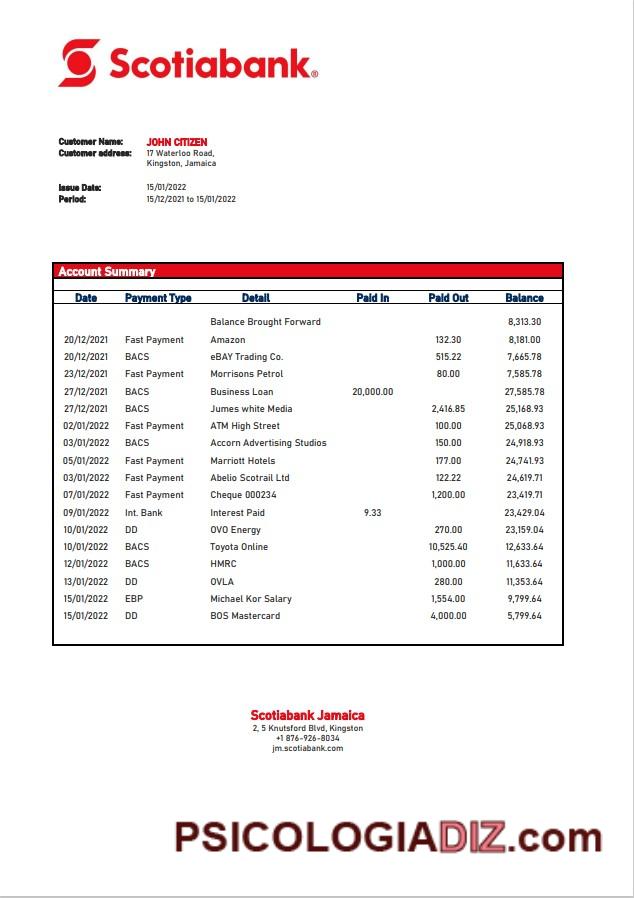 Scotiabank®
Customer Name: JOHN CITIZEN
Customer address: 17 Waterloo Road,
Kingston, Jamaica
Issue Date: 15/01/2022
Period: 15/12/2021 to 15/01/2022
Account Summary
Date Payment Type Detail Paid In Paid Out Balance
Balance Brought Forward 8,313.30
20/12/2021 Fast Payment Amazon 132.30 8,181.00
20/12/2021 BACS eBAY Trading Co. 515.22 7,665.78
23/12/2021 Fast Payment Morrisons Petrol 80.00 7,585.78
27/12/2021 BACS Business Loan 20,000.00 27,585.78
27/12/2021 BACS Jumes white Media 2,416.85 25,168.93
02/01/2022 Fast Payment ATM High Street 100.00 25,068.93
03/01/2022 BACS Accorn Advertising Studios 150.00 24,918.93
05/01/2022 Fast Payment Marriott Hotels 177.00 24,741.93
03/01/2022 Fast Payment Abelio Scotrail Ltd 122.22 24,619.71
07/01/2022 Fast Payment Cheque 000234 1,200.00 23,419.71
09/01/2022 Int. Bank Interest Paid 9.33 23,429.04
10/01/2022 DD OVO Energy 270.00 23,159.04
10/01/2022 BACS Toyota Online 10,525.40 12,633.64
12/01/2022 BACS HMRC 1,000.00 11,633.64
13/01/2022 DD OVLA 280.00 11,353.64
15/01/2022 EBP Michael Kor Salary 1,554.00 9,799.64
15/01/2022 DD BOS Mastercard 4,000.00 5,799.64
Scotiabank Jamaica
2, 5 Knutsford Blvd, Kingston
+1 876-926-8034
jm.scotiabank.com
PSICOLOGIADIZ.com